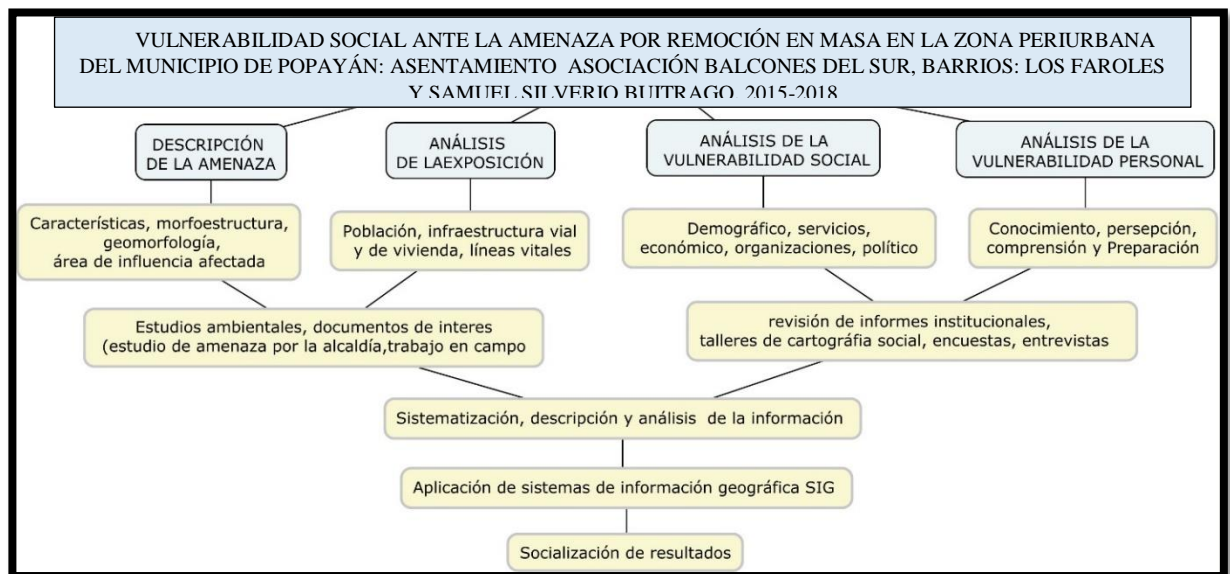 VULNERABILIDAD SOCIAL ANTE LA AMENAZA POR REMOCIÓN EN MASA EN LA ZONA PERIURBANA
DEL MUNICIPIO DE POPAYÁN: ASENTAMIENTO ASOCIACIÓN BALCONES DEL SUR, BARRIOS: LOS FAROLES
Y SAMUEL SILVERIO BUITRAGO 2015-2018
DESCRIPCIÓN
DE LA AMENAZA
ANÁLISIS
DE LAEXPOSICIÓN
ANÁLISIS DE LA
VULNERABILIDAD SOCIAL
ANÁLISIS DE LA
VULNERABILIDAD PERSONAL
Características, morfoestructura,
geomorfología,
área de influencia afectada
Población, infraestructura vial
y de vivienda, líneas vitales
Demográfico, servicios,
económico, organizaciones, político
Conocimiento, persepción,
comprensión y Preparación
Estudios ambientales, documentos de interes
(estudio de amenaza por la alcaldía,trabajo en campo
revisión de informes institucionales,
talleres de cartográfia social, encuestas, entrevistas
Sistematización, descripción y análisis de la información
Aplicación de sistemas de información geográfica SIG
Socialización de resultados